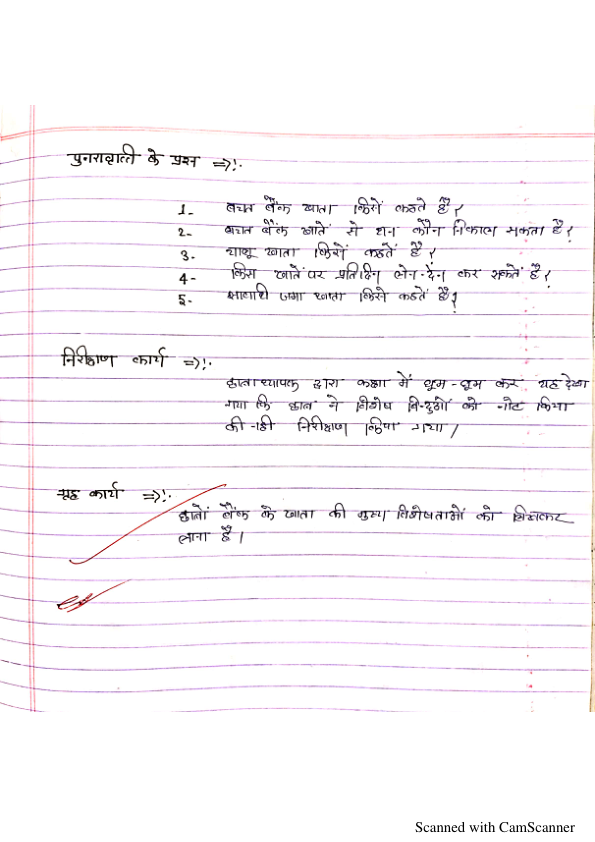 पुनरावृत्ति के प्रश्न =>!.
1- बचत बैंक खाता किसे कहते है?
2- बचत बैंक खातें से धन कौन निकाल सकता है?
3- चालू खाता किसे कहतें है?
4- किस खातें पर प्रतिदिन लेन-देंन कर सकतें है?
5- सावधि जमा खाता किसे कहतें है?
निरीक्षण कार्य =>!.
छात्राध्यापक द्वारा कक्षा में घूम-घूम कर यह देखा
गया कि छात्र ने विशेष बिन्दुओं को नोट किया
की नही निरीक्षण किया गया।
गृह कार्य =>!.
छात्रों बैंक के खाता की मुख्य विशेषताओं को लिखकर
लाना है।
Scanned with CamScanner